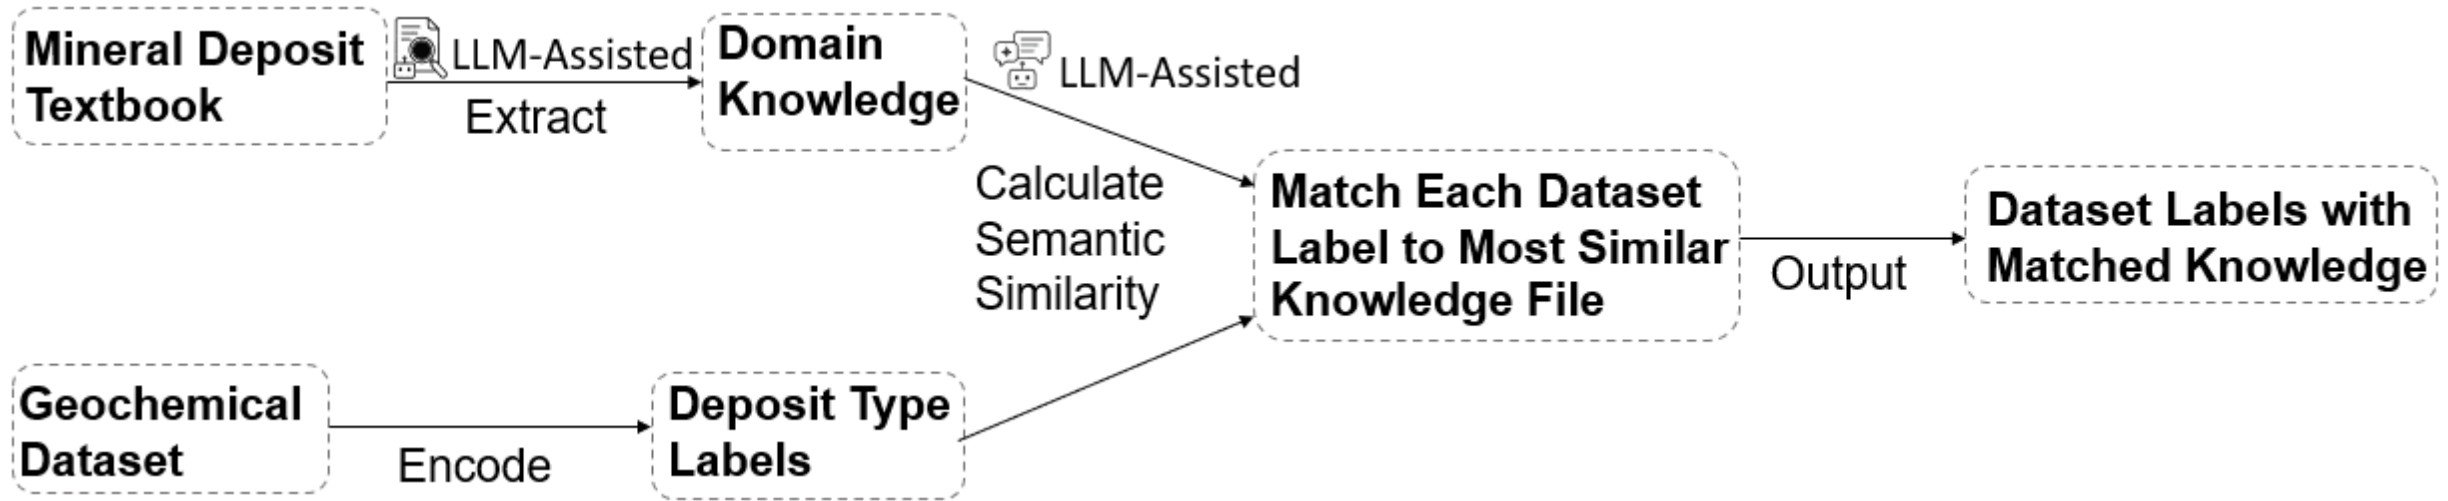 Mineral Deposit
Textbook
LLM-Assisted
Extract
Domain
Knowledge
LLM-Assisted
Calculate
Semantic
Similarity
Geochemical
Dataset
Encode
Deposit Type
Labels
Match Each Dataset
Label to Most Similar
Knowledge File
Output
Dataset Labels with
Matched Knowledge